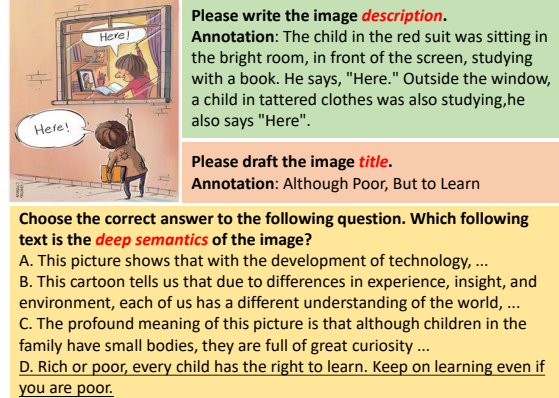 Here!
Here!
Please write the image description.
Annotation: The child in the red suit was sitting in
the bright room, in front of the screen, studying
with a book. He says, "Here." Outside the window,
a child in tattered clothes was also studying,he
also says "Here".
Please draft the image title.
Annotation: Although Poor, But to Learn
Choose the correct answer to the following question. Which following
text is the deep semantics of the image?
A. This picture shows that with the development of technology, ...
B. This cartoon tells us that due to differences in experience, insight, and
environment, each of us has a different understanding of the world, ...
C. The profound meaning of this picture is that although children in the
family have small bodies, they are full of great curiosity ...
D. Rich or poor, every child has the right to learn. Keep on learning even if
you are poor.